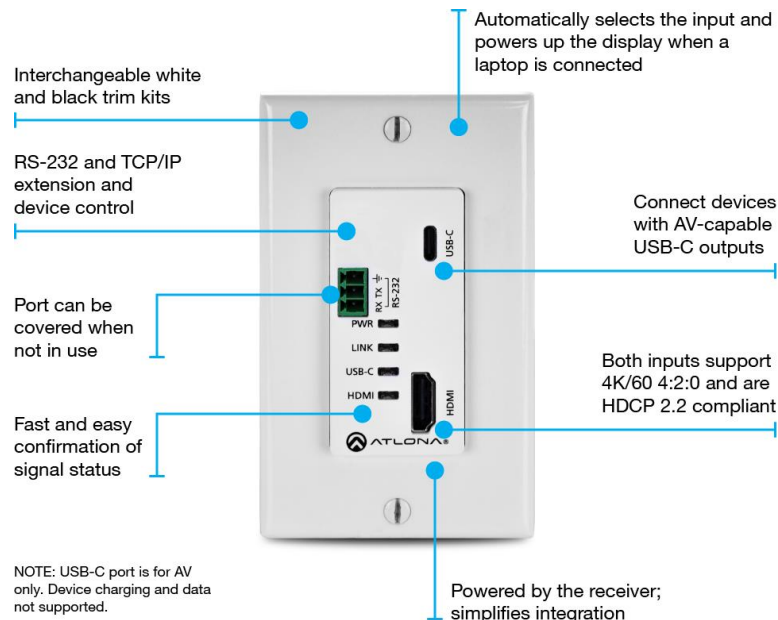 Automatically selects the input and
powers up the display when a
laptop is connected
Interchangeable white
and black trim kits
RS-232 and TCP/IP
extension and
device control
Connect devices
with AV-capable
USB-C outputs
Port can be
covered when
not in use
Both inputs support
4K/60 4:2:0 and are
HDCP 2.2 compliant
Fast and easy
confirmation of
signal status
NOTE: USB-C port is for AV
only. Device charging and data
not supported.
Powered by the receiver;
simplifies integration
USB-C
RX TX
RS-232
PWR
LINK
USB-C
HDMI
HDMI
ATLONA®